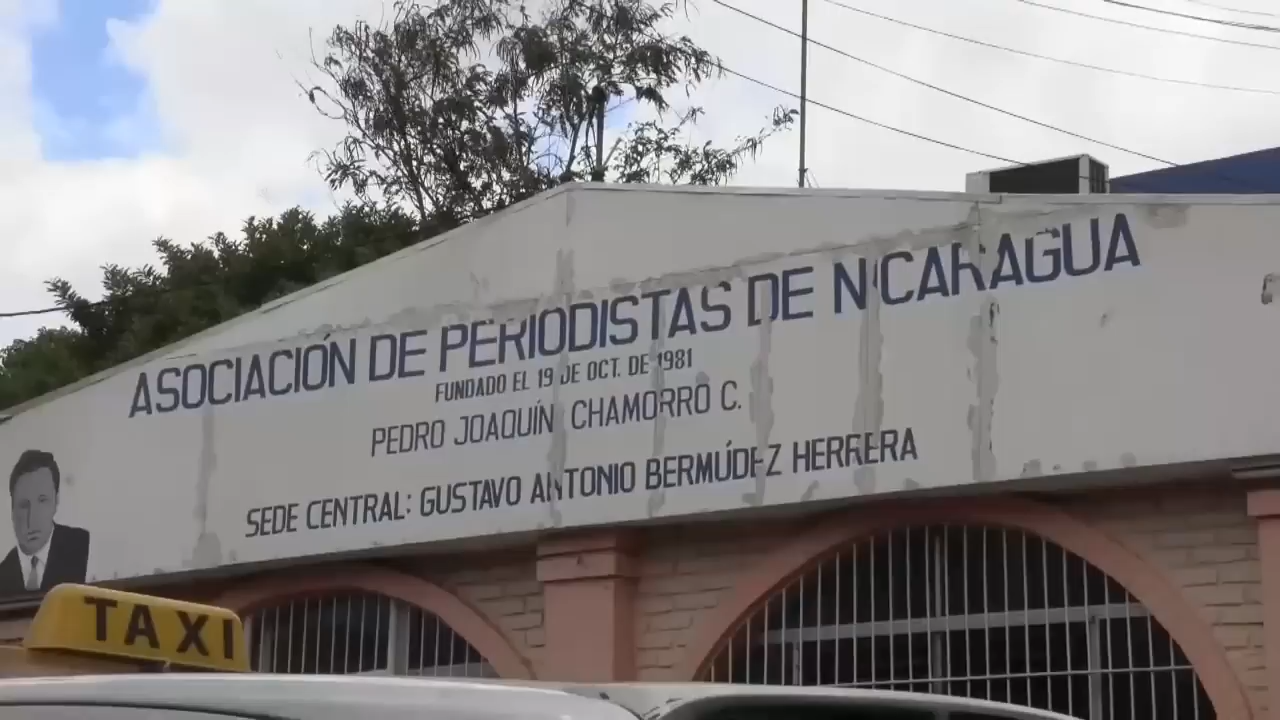 ASOCIACIÓN DE PERIODISTAS DE NICARAGUA
FUNDADO EL 19 DE OCT. DE 1981
PEDRO JOAQUÍN CHAMORRO C.
SEDE CENTRAL: GUSTAVO ANTONIO BERMÚDEZ HERRERA
TAXI